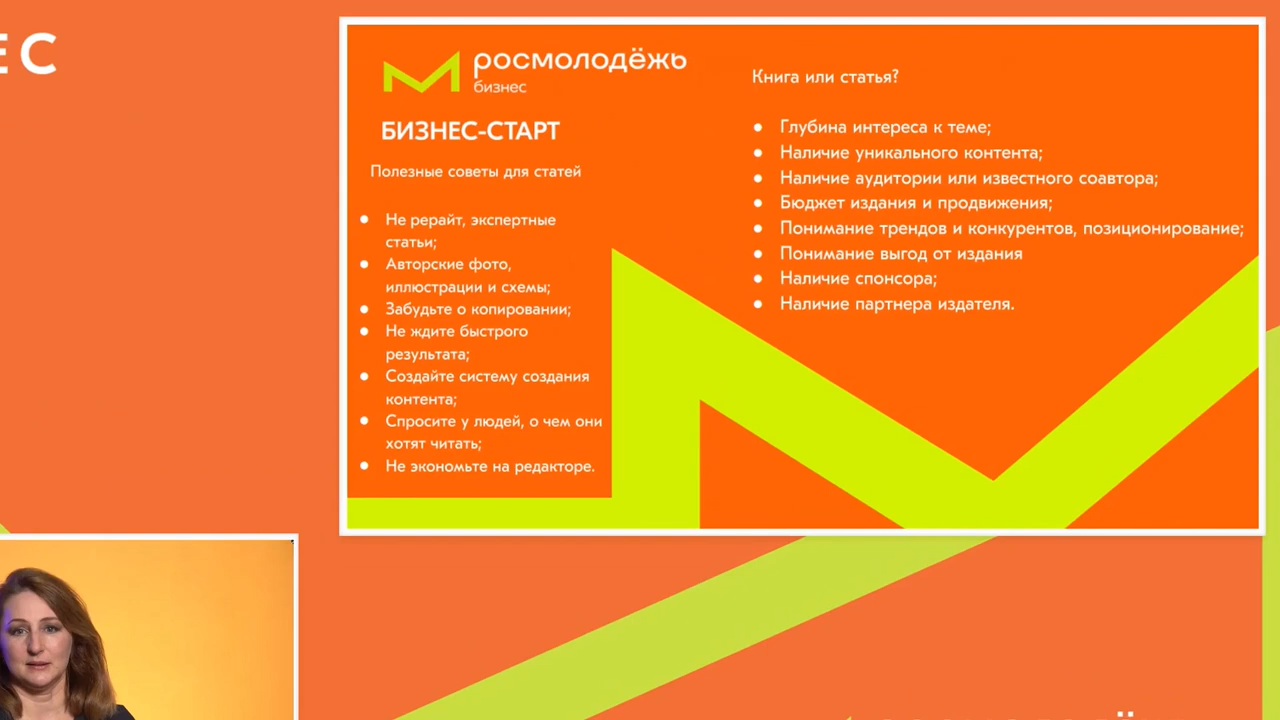 ЕС
росмолодёжь
бизнес
БИЗНЕС-СТАРТ
Полезные советы для статей
● Не рерайт, экспертные
статьи;
● Авторские фото,
иллюстрации и схемы;
● Забудьте о копировании;
● Не ждите быстрого
результата;
● Создайте систему создания
контента;
● Спросите у людей, о чем они
хотят читать;
● Не экономьте на редакторе.
Книга или статья?
● Глубина интереса к теме;
● Наличие уникального контента;
● Наличие аудитории или известного соавтора;
● Бюджет издания и продвижения;
● Понимание трендов и конкурентов, позиционирование;
● Понимание выгод от издания
● Наличие спонсора;
● Наличие партнера издателя.